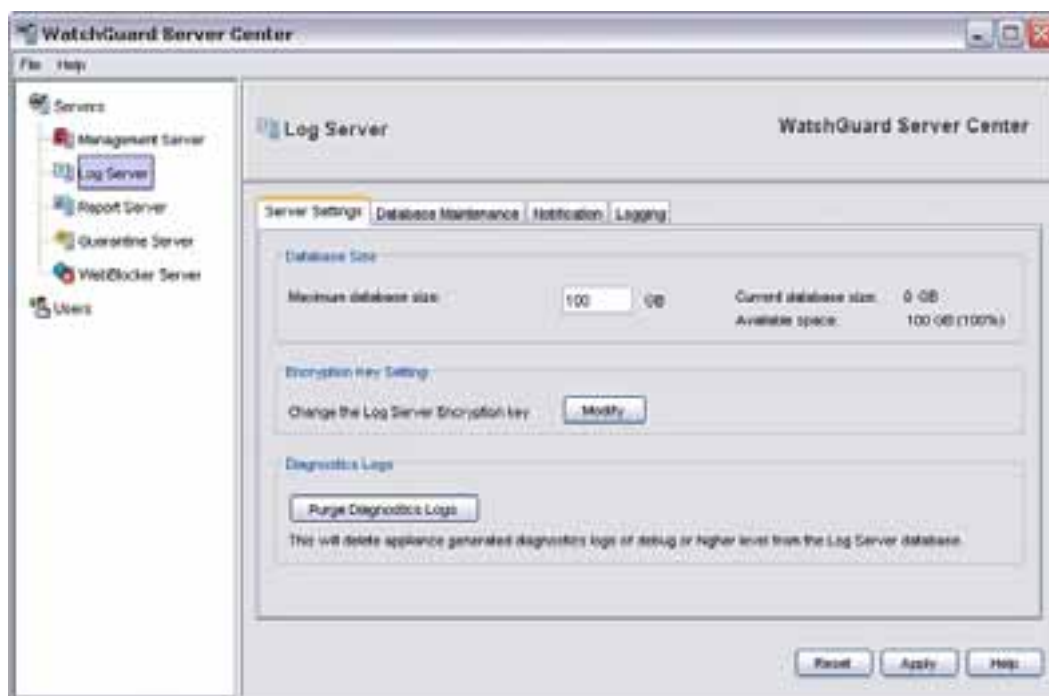 WatchGuard Server Center
File Help
Servers
Management Server
Log Server
Report Server
Quarantine Server
WebBlocker Server
Users
Log Server
WatchGuard Server Center
Server Settings Database Maintenance Notification Logging
Database Size
Maximum database size: 100 GB
Current database size: 0 GB
Available space: 100 GB (100%)
Encryption Key Setting
Change the Log Server Encryption key Modify
Diagnostics Logs
Purge Diagnostics Logs
This will delete appliance generated diagnostics logs of debug or higher level from the Log Server database.
Reset Apply Help